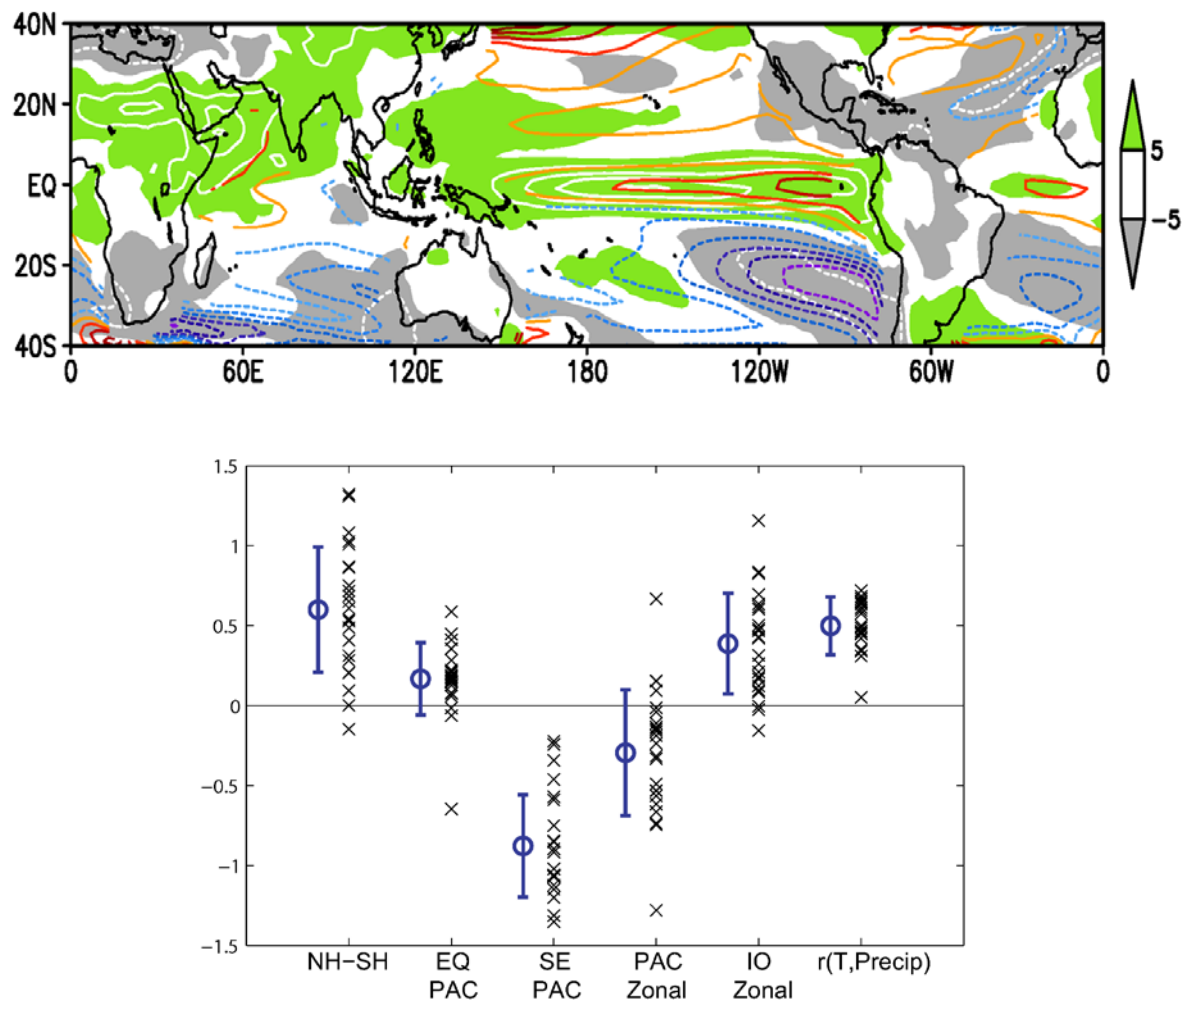 40N
20N
EQ
20S
40S
0 60E 120E 180 120W 60W 0
5
−5
1.5
1
0.5
0
−0.5
−1
−1.5
NH−SH EQ SE PAC IO r(T,Precip)
PAC PAC Zonal Zonal